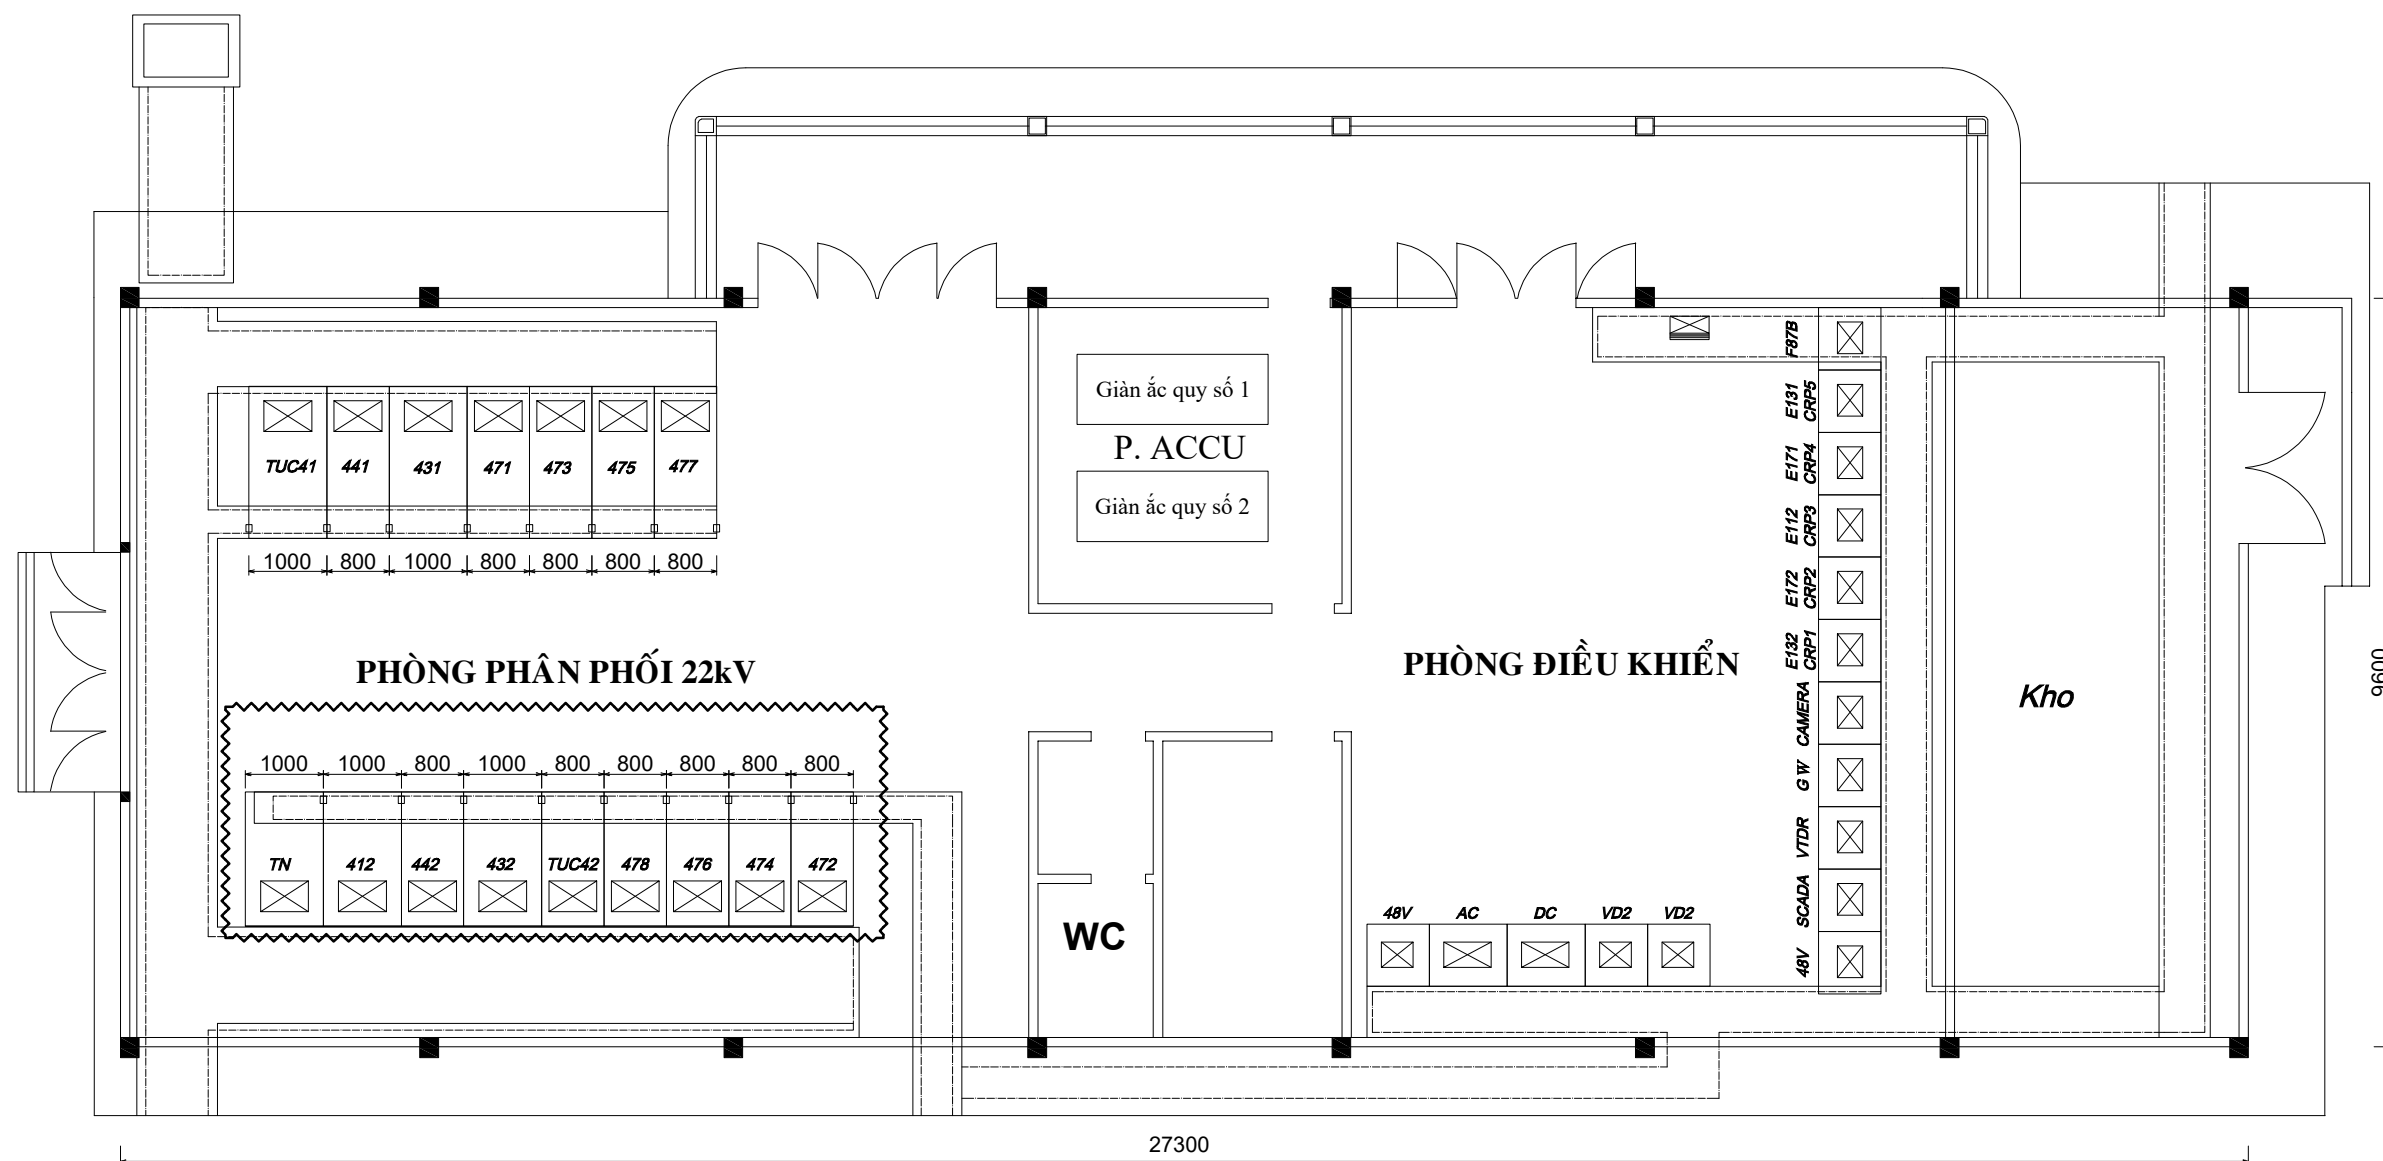 Giàn ắc quy số 1
P. ACCU
Giàn ắc quy số 2
TUC41 441 431 471 473 475 477
1000 800 1000 800 800 800 800
PHÒNG PHÂN PHỐI 22kV
1000 1000 800 1000 800 800 800 800 800
TN 412 442 432 TUC42 478 476 474 472
WC
PHÒNG ĐIỀU KHIỂN
F87B
E131
CRP5
E171
CRP4
E112
CRP3
E172
CRP2
E132
CRP1
CAMERA
GW
VTDR
SCADA
48V
48V AC DC VD2 VD2
Kho
9600
27300